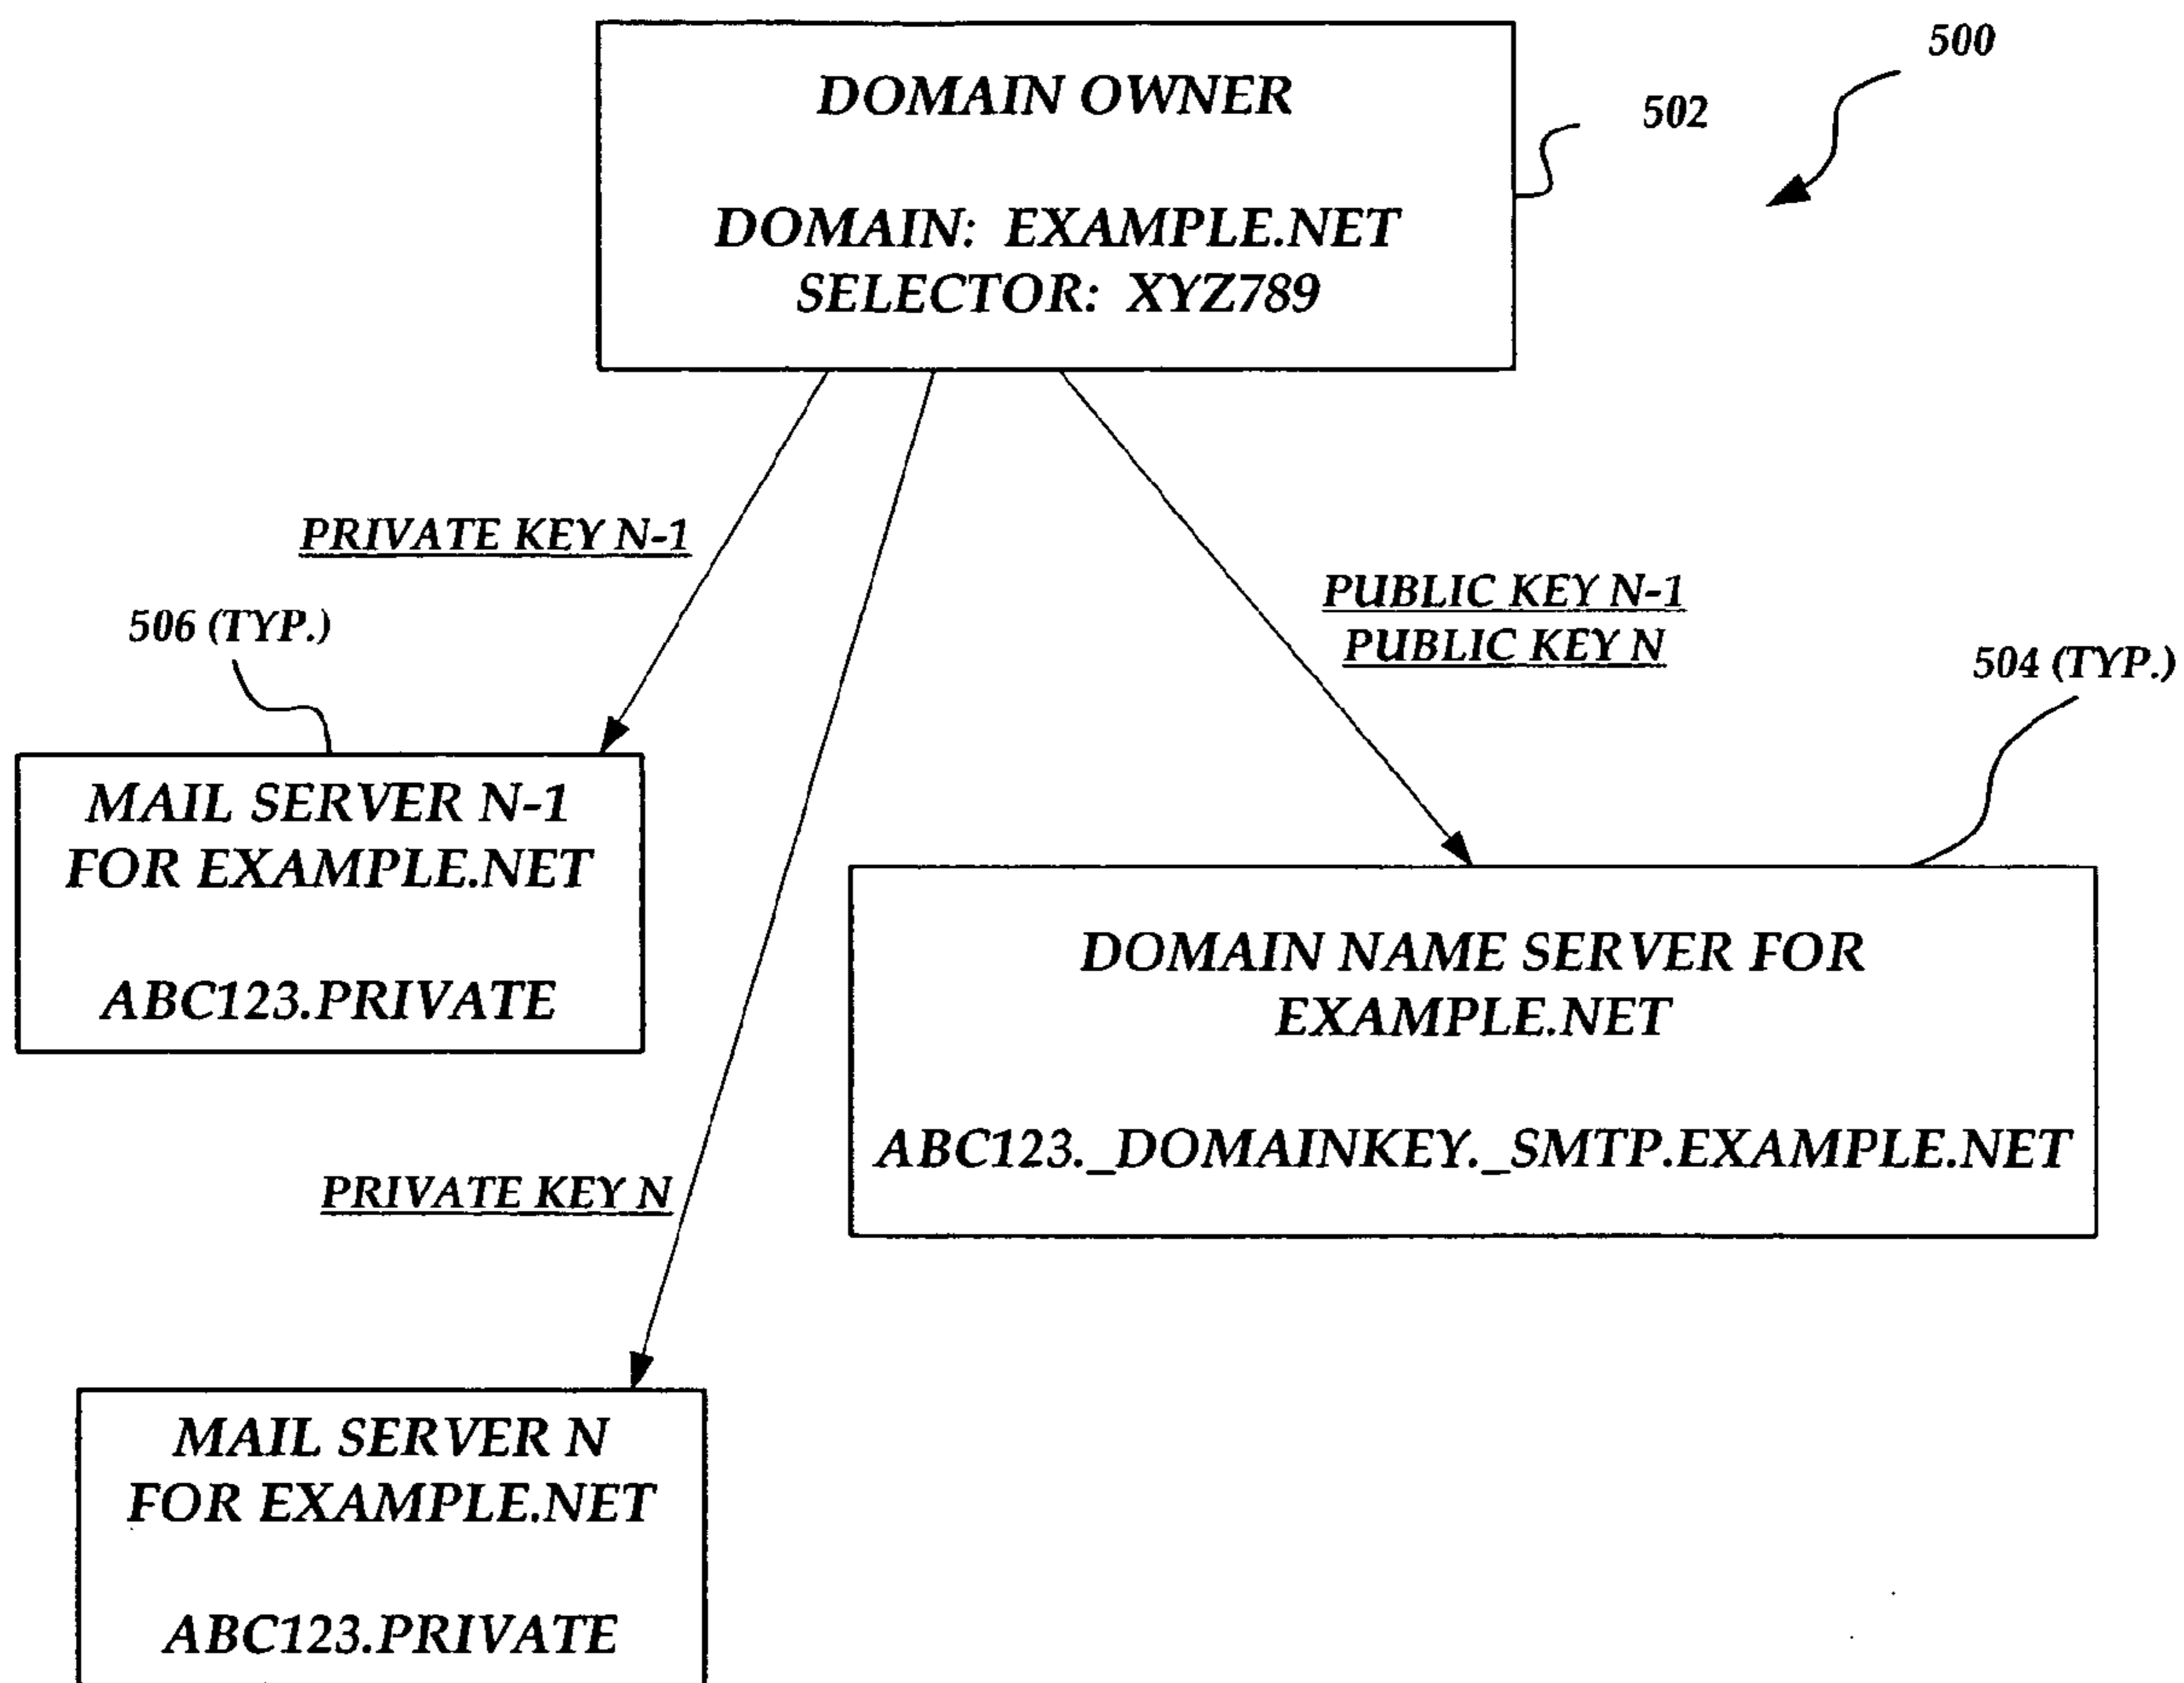 500
DOMAIN OWNER
502
DOMAIN: EXAMPLE.NET
SELECTOR: XYZ789
PRIVATE KEY N-1
PUBLIC KEY N-1
PUBLIC KEY N
506 (TYP.)
504 (TYP.)
MAIL SERVER N-1
FOR EXAMPLE.NET
ABC123.PRIVATE
DOMAIN NAME SERVER FOR
EXAMPLE.NET
ABC123._DOMAINKEY._SMTP.EXAMPLE.NET
PRIVATE KEY N
MAIL SERVER N
FOR EXAMPLE.NET
ABC123.PRIVATE